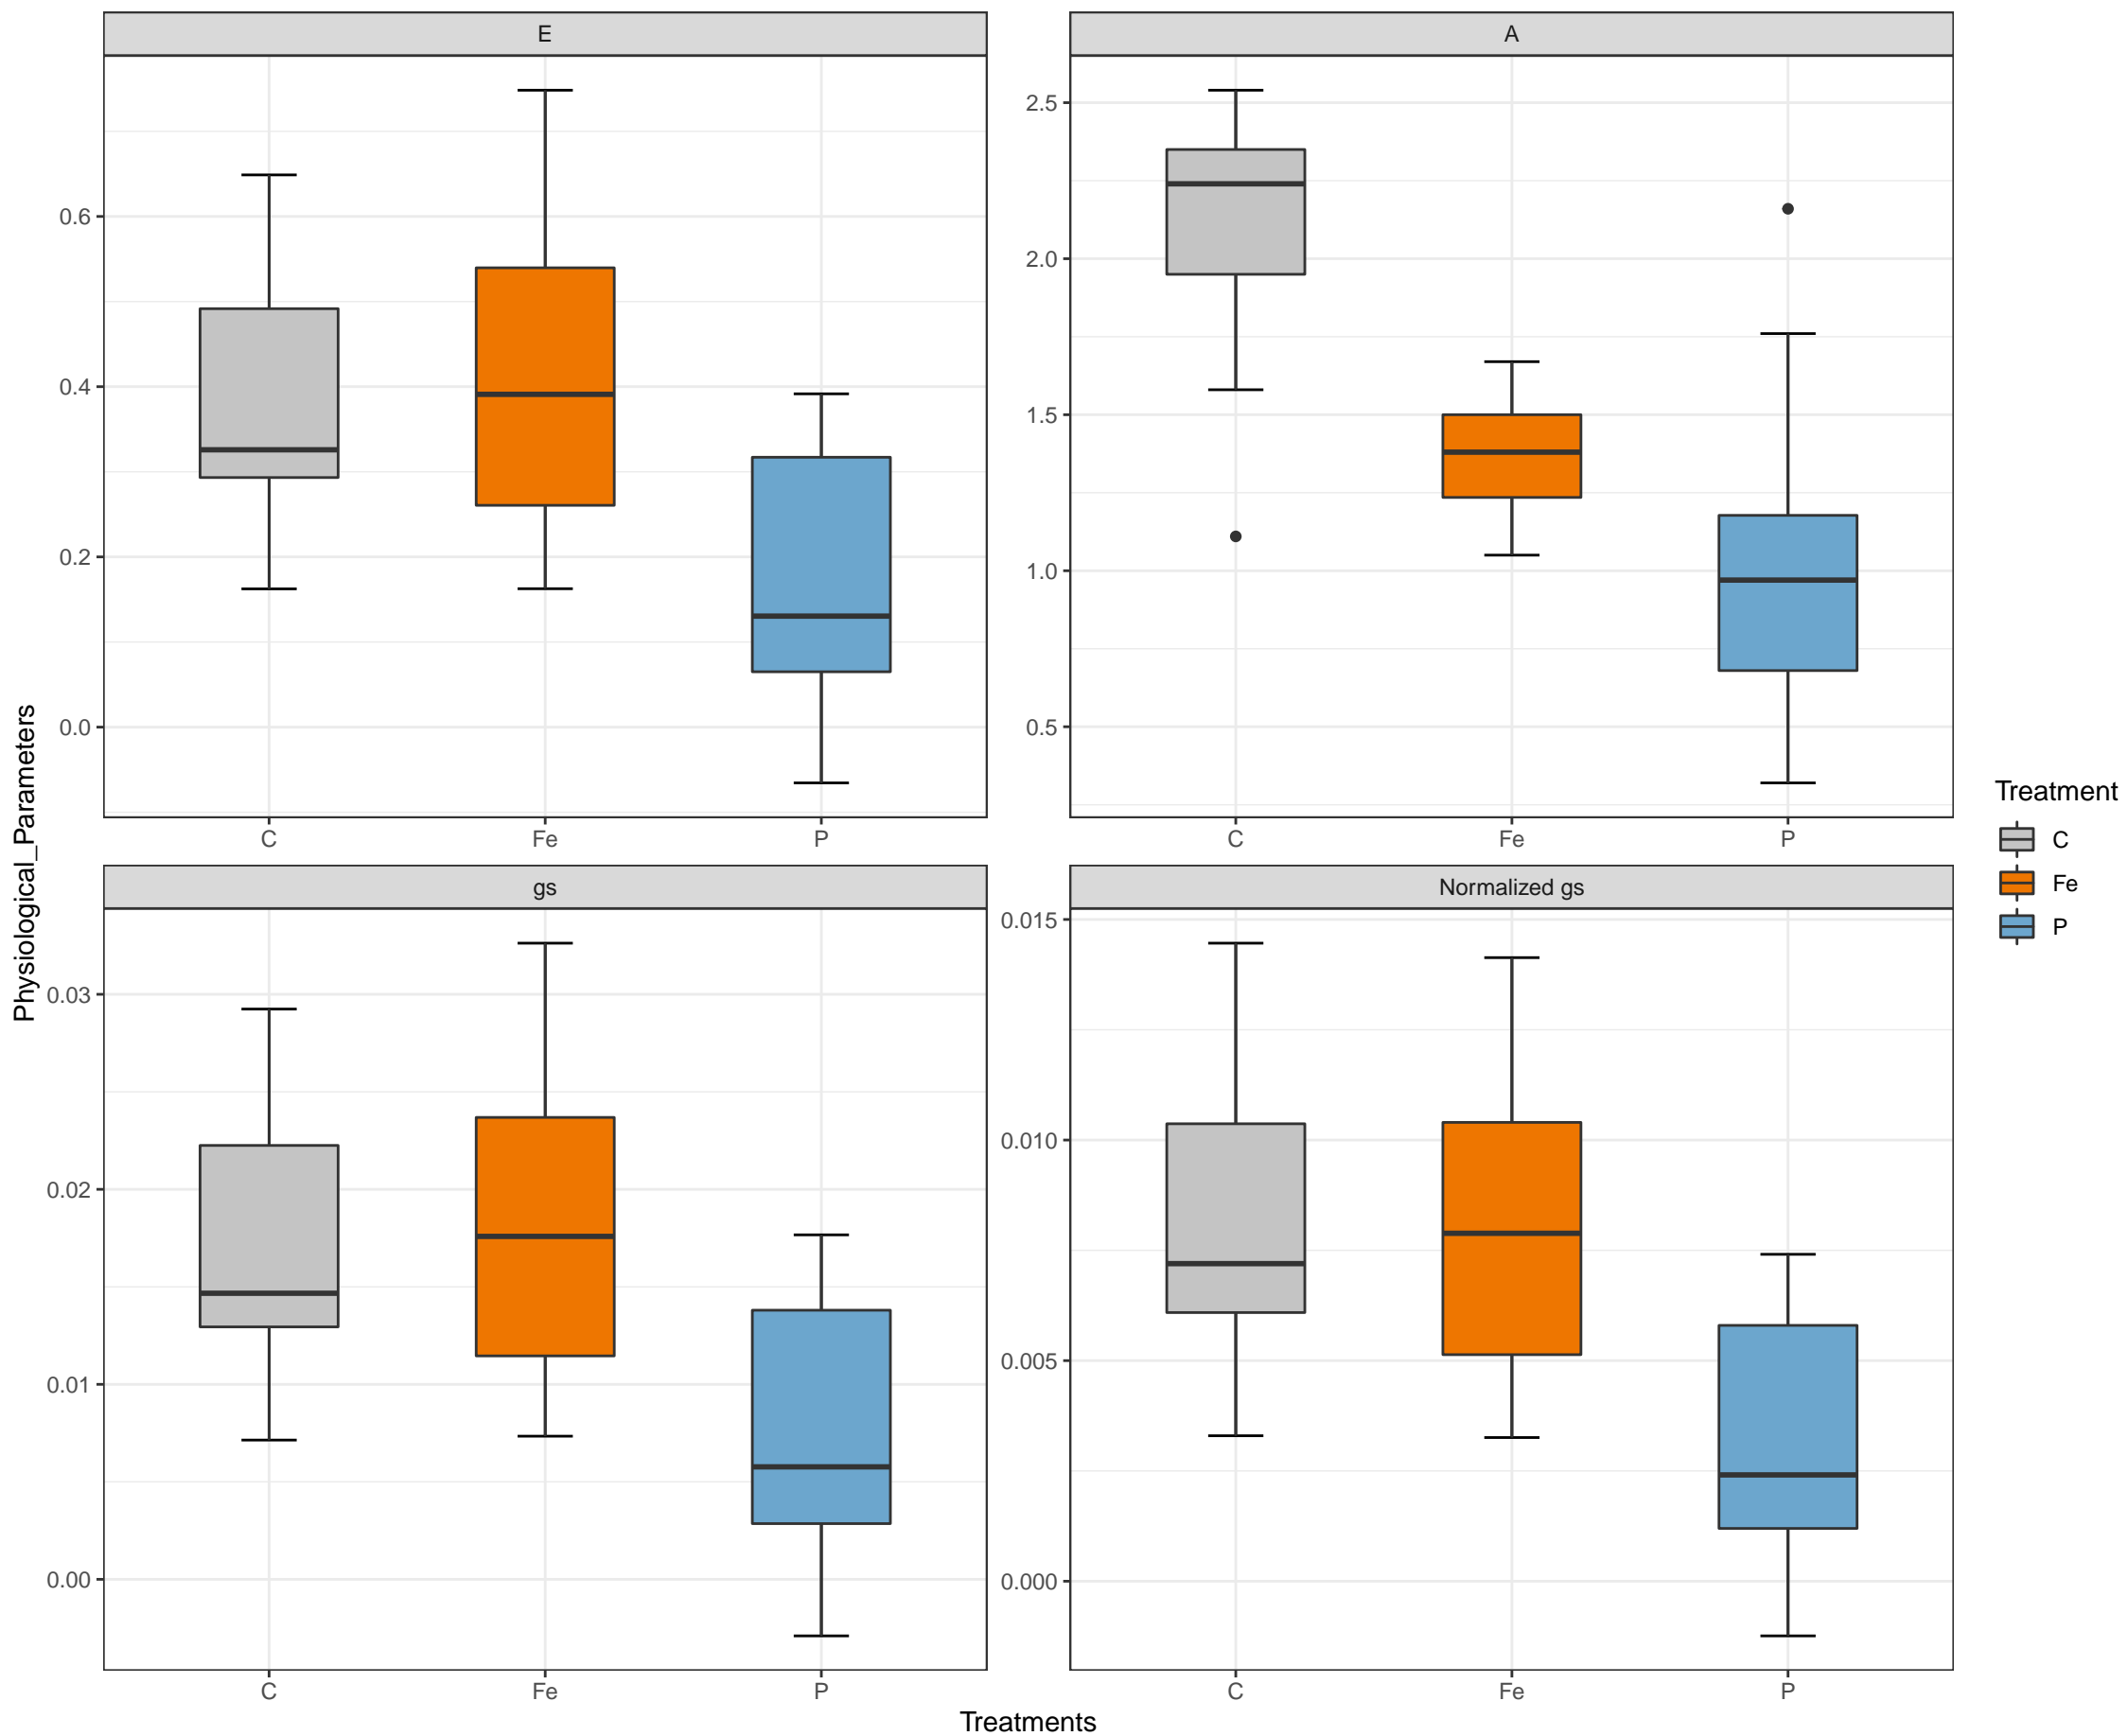 E
A
0.6
0.4
0.2
0.0
C Fe P
2.5
2.0
1.5
1.0
0.5
C Fe P
Physiological_Parameters
gs
Normalized gs
0.03
0.02
0.01
0.00
C Fe P
0.015
0.010
0.005
0.000
C Fe P
Treatments
Treatment
C
Fe
P